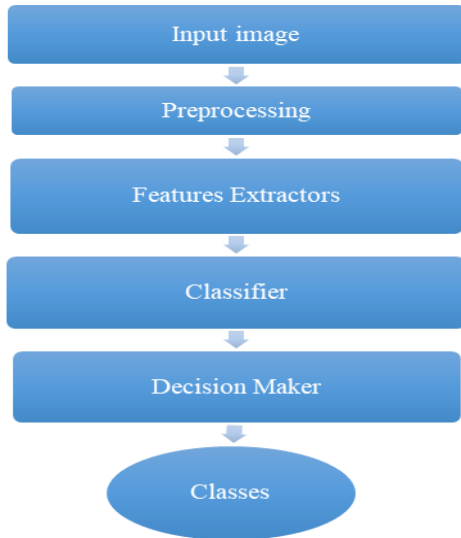 Input image
Preprocessing
Features Extractors
Classifier
Decision Maker
Classes